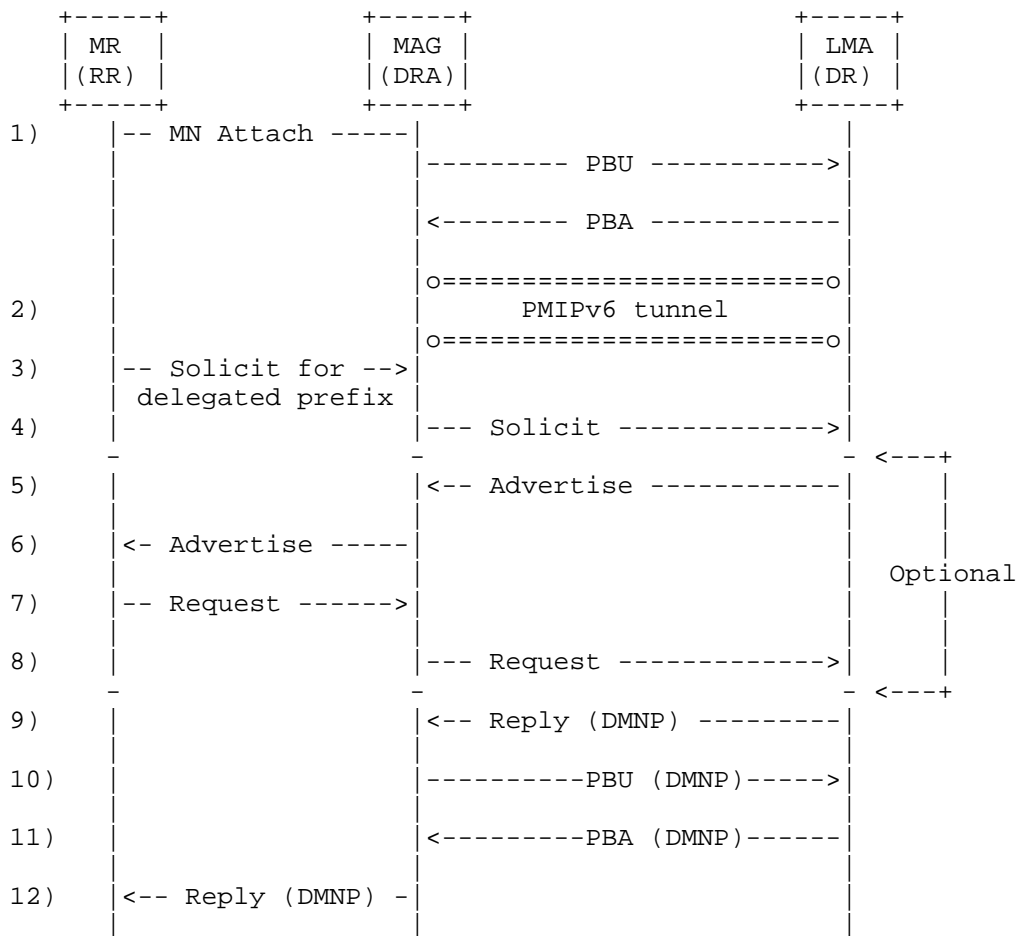 MR MAG LMA
(RR) (DRA) (DR)
1) MN Attach
PBU
PBA
2) PMIPv6 tunnel
3) Solicit for
delegated prefix
4) Solicit
5) Advertise
6) Advertise
Optional
7) Request
8) Request
9) Reply (DMNP)
10) PBU (DMNP)
11) PBA (DMNP)
12) Reply (DMNP)